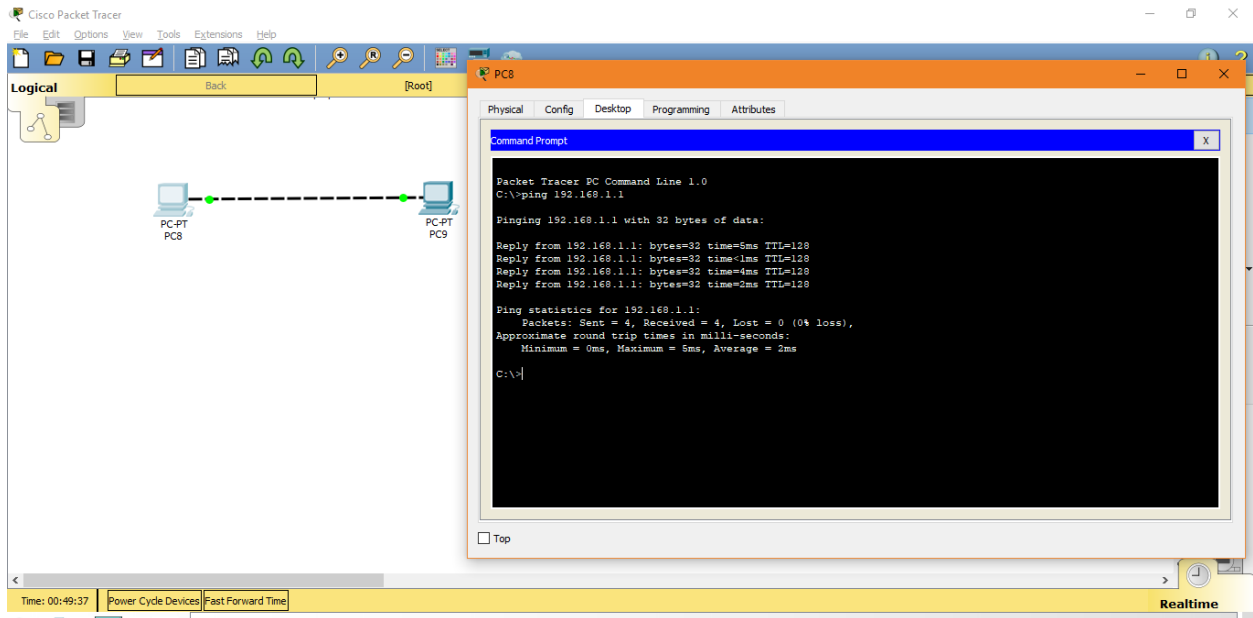 Cisco Packet Tracer
File Edit Options View Tools Extensions Help
Logical
Back
[Root]
PC-PT
PC8
PC-PT
PC9
PC8
Physical Config Desktop Programming Attributes
Command Prompt
X
Packet Tracer PC Command Line 1.0
C:\>ping 192.168.1.1
Pinging 192.168.1.1 with 32 bytes of data:
Reply from 192.168.1.1: bytes=32 time=5ms TTL=128
Reply from 192.168.1.1: bytes=32 time<1ms TTL=128
Reply from 192.168.1.1: bytes=32 time=4ms TTL=128
Reply from 192.168.1.1: bytes=32 time=2ms TTL=128
Ping statistics for 192.168.1.1:
Packets: Sent = 4, Received = 4, Lost = 0 (0% loss),
Approximate round trip times in milli-seconds:
Minimum = 0ms, Maximum = 5ms, Average = 2ms
C:\>
Top
Time: 00:49:37 Power Cycle Devices Fast Forward Time
Realtime